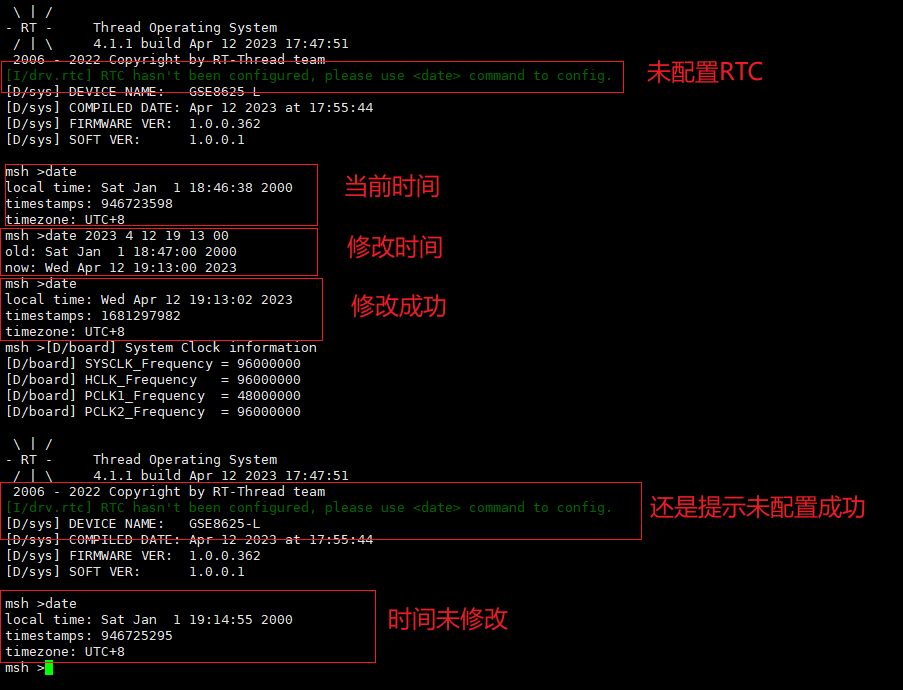 \ | /
- RT -     Thread Operating System
/ | \     4.1.1 build Apr 12 2023 17:47:51
2006 - 2022 Copyright by RT-Thread team
[I/drv.rtc] RTC hasn't been configured, please use <date> command to config.
未配置RTC
[D/sys] DEVICE NAME:   GSE8625-L
[D/sys] COMPILED DATE: Apr 12 2023 at 17:55:44
[D/sys] FIRMWARE VER:  1.0.0.362
[D/sys] SOFT VER:      1.0.0.1
msh >date
local time: Sat Jan  1 18:46:38 2000
当前时间
timestamps: 946723598
timezone: UTC+8
msh >date 2023 4 12 19 13 00
old: Sat Jan  1 18:47:00 2000
修改时间
now: Wed Apr 12 19:13:00 2023
msh >date
local time: Wed Apr 12 19:13:02 2023
修改成功
timestamps: 1681297982
timezone: UTC+8
msh >[D/board] System Clock information
[D/board] SYSCLK_Frequency = 96000000
[D/board] HCLK_Frequency   = 96000000
[D/board] PCLK1_Frequency  = 48000000
[D/board] PCLK2_Frequency  = 96000000
\ | /
- RT -     Thread Operating System
/ | \     4.1.1 build Apr 12 2023 17:47:51
2006 - 2022 Copyright by RT-Thread team
[I/drv.rtc] RTC hasn't been configured, please use <date> command to config.
还是提示未配置成功
[D/sys] DEVICE NAME:   GSE8625-L
[D/sys] COMPILED DATE: Apr 12 2023 at 17:55:44
[D/sys] FIRMWARE VER:  1.0.0.362
[D/sys] SOFT VER:      1.0.0.1
msh >date
local time: Sat Jan  1 19:14:55 2000
时间未修改
timestamps: 946725295
timezone: UTC+8
msh >